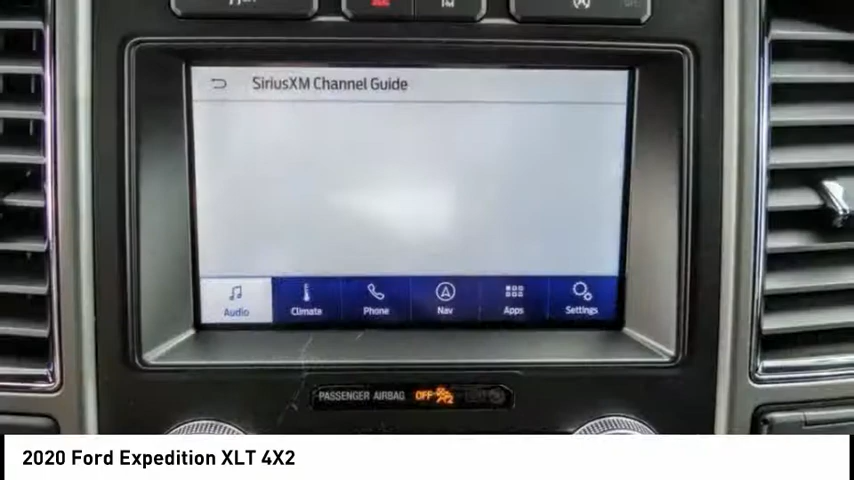 SiriusXM Channel Guide
Audio Climate Phone Nav Apps Settings
PASSENGER AIRBAG OFF
2020 Ford Expedition XLT 4X2